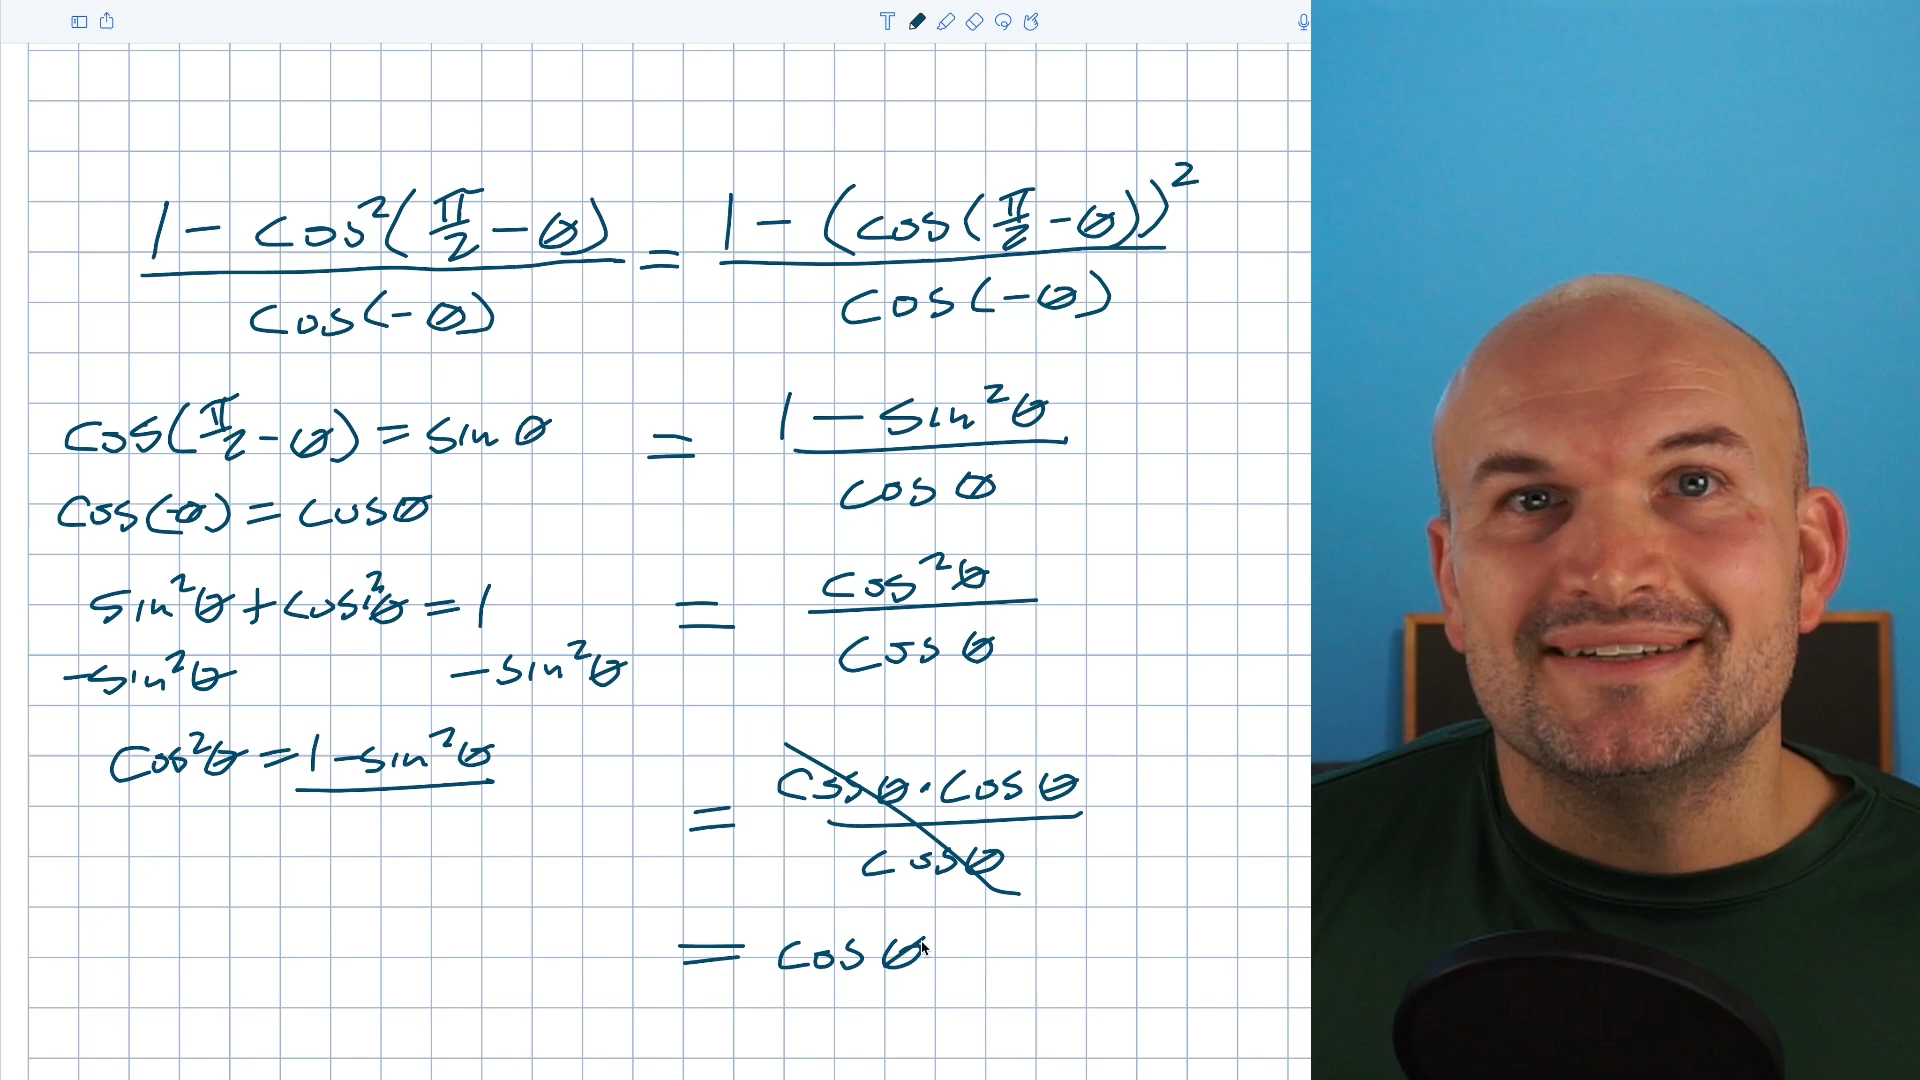 1 - cos²(π/2 - θ) / cos(-θ) = 1 - (cos(π/2 - θ))² / cos(-θ)
cos(π/2 - θ) = sin θ
cos(-θ) = cos θ
sin²θ + cos²θ = 1
-sin²θ -sin²θ
cos²θ = 1 - sin²θ
= 1 - sin²θ / cos θ
= cos²θ / cos θ
= cos θ · cos θ / cos θ
= cos θ